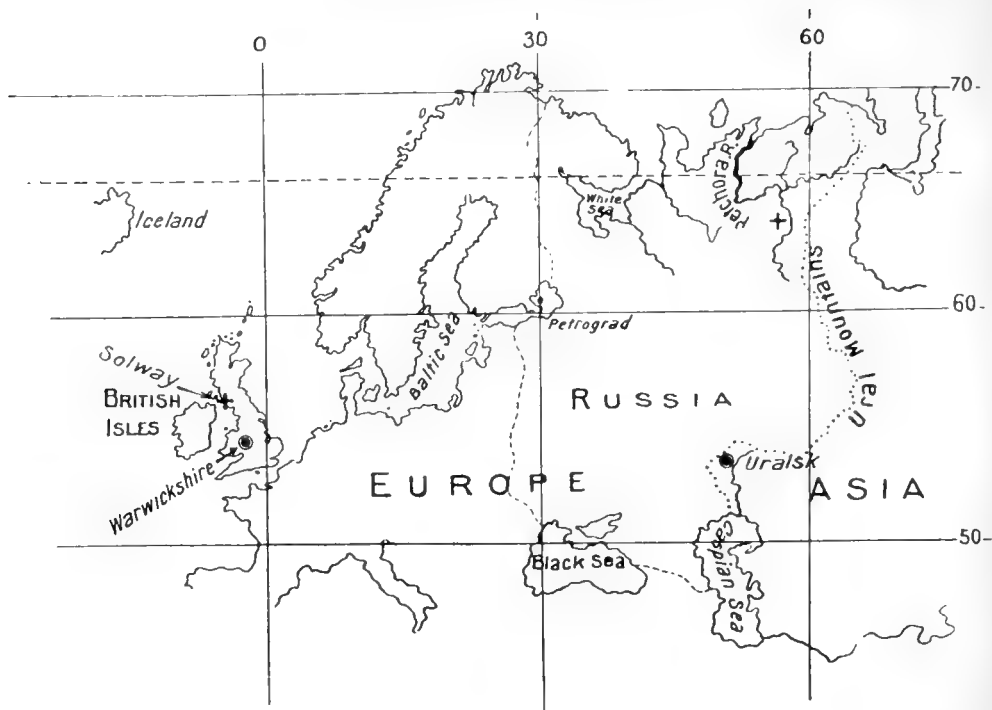 0
30
60
70
Iceland
White
Sea
Petchora R.
Ural Mountains
60
Petrograd
Baltic Sea
Solway
BRITISH
ISLES
RUSSIA
Warwickshire
Uralsk
EUROPE
ASIA
50
Black Sea
Caspian Sea